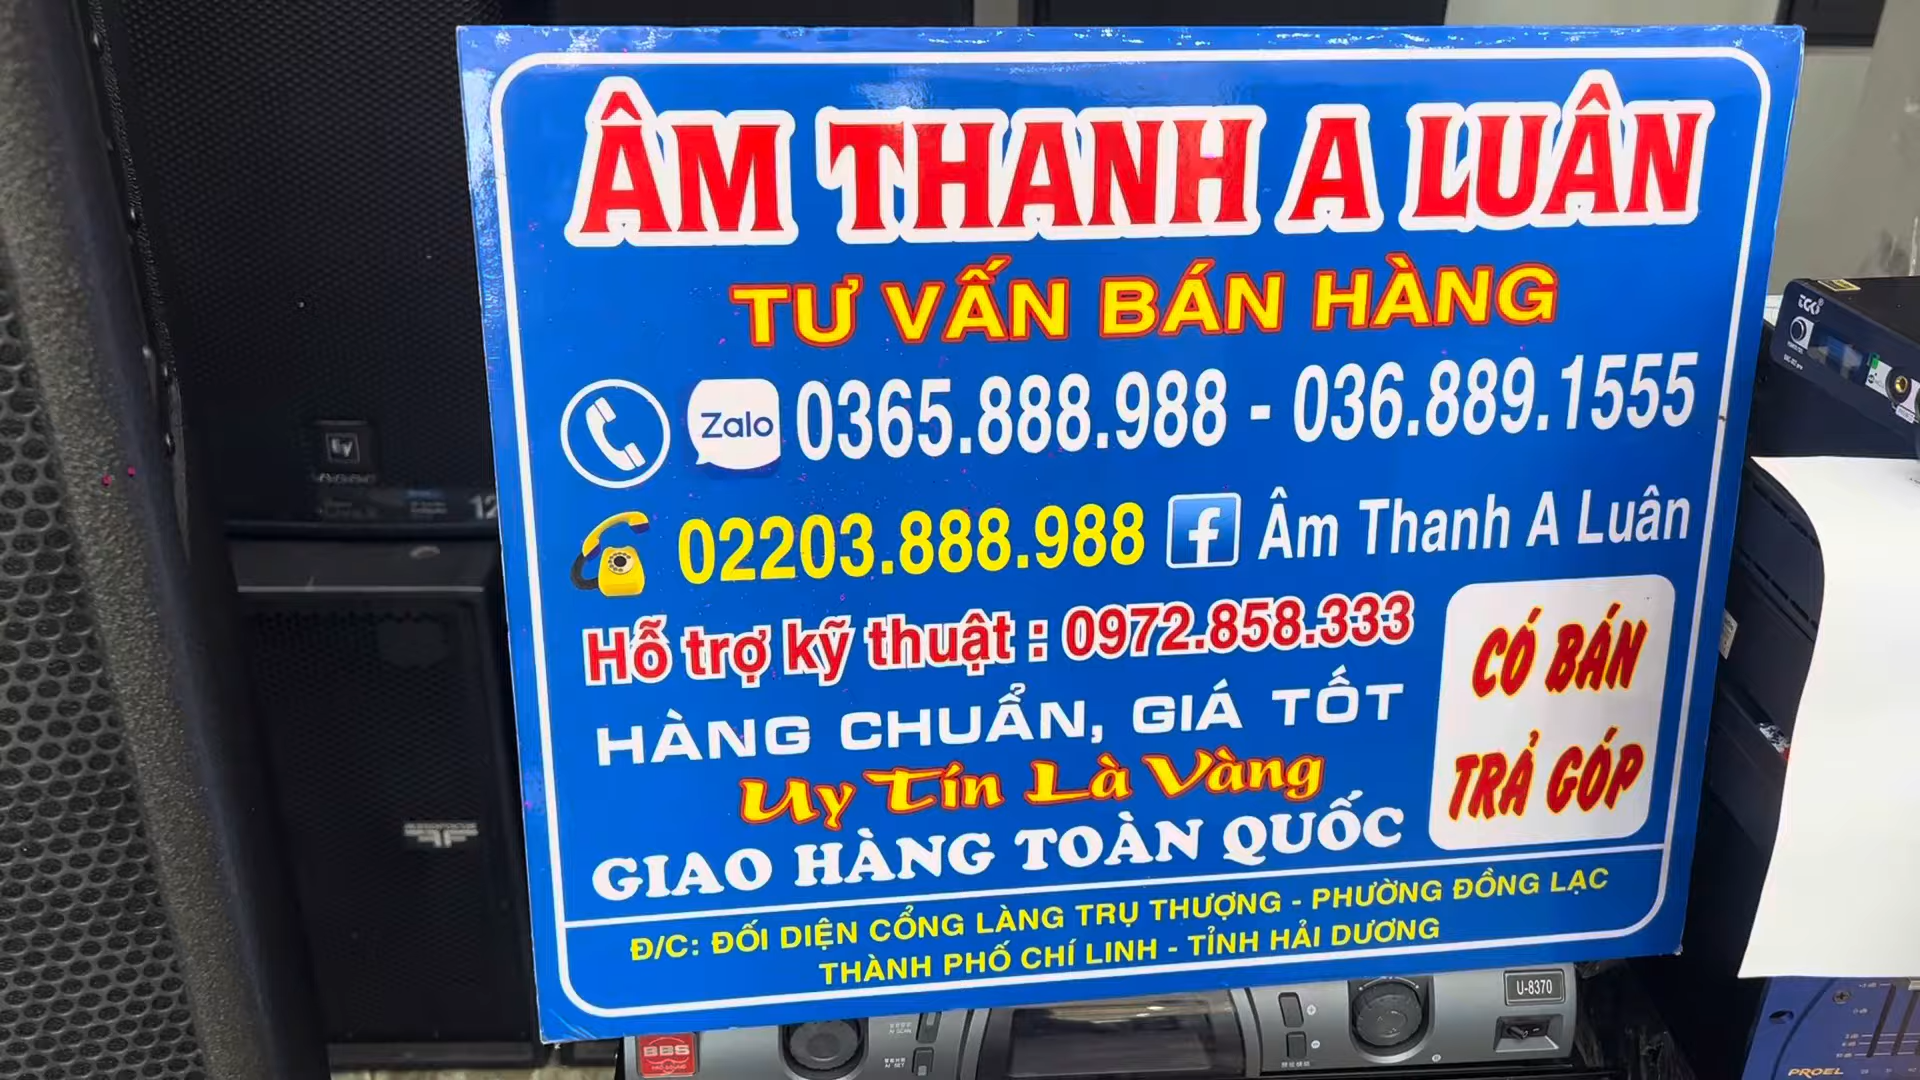 ÂM THANH A LUÂN
TƯ VẤN BÁN HÀNG
Zalo 0365.888.988 - 036.889.1555
02203.888.988 f Âm Thanh A Luân
Hỗ trợ kỹ thuật : 0972.858.333
HÀNG CHUẨN, GIÁ TỐT
Uy Tín Là Vàng
GIAO HÀNG TOÀN QUỐC
CÓ BÁN
TRẢ GÓP
Đ/C: ĐỐI DIỆN CỔNG LÀNG TRỤ THƯỢNG - PHƯỜNG ĐỒNG LẠC
THÀNH PHỐ CHÍ LINH - TỈNH HẢI DƯƠNG
12
U-8370
BBS
PROEL